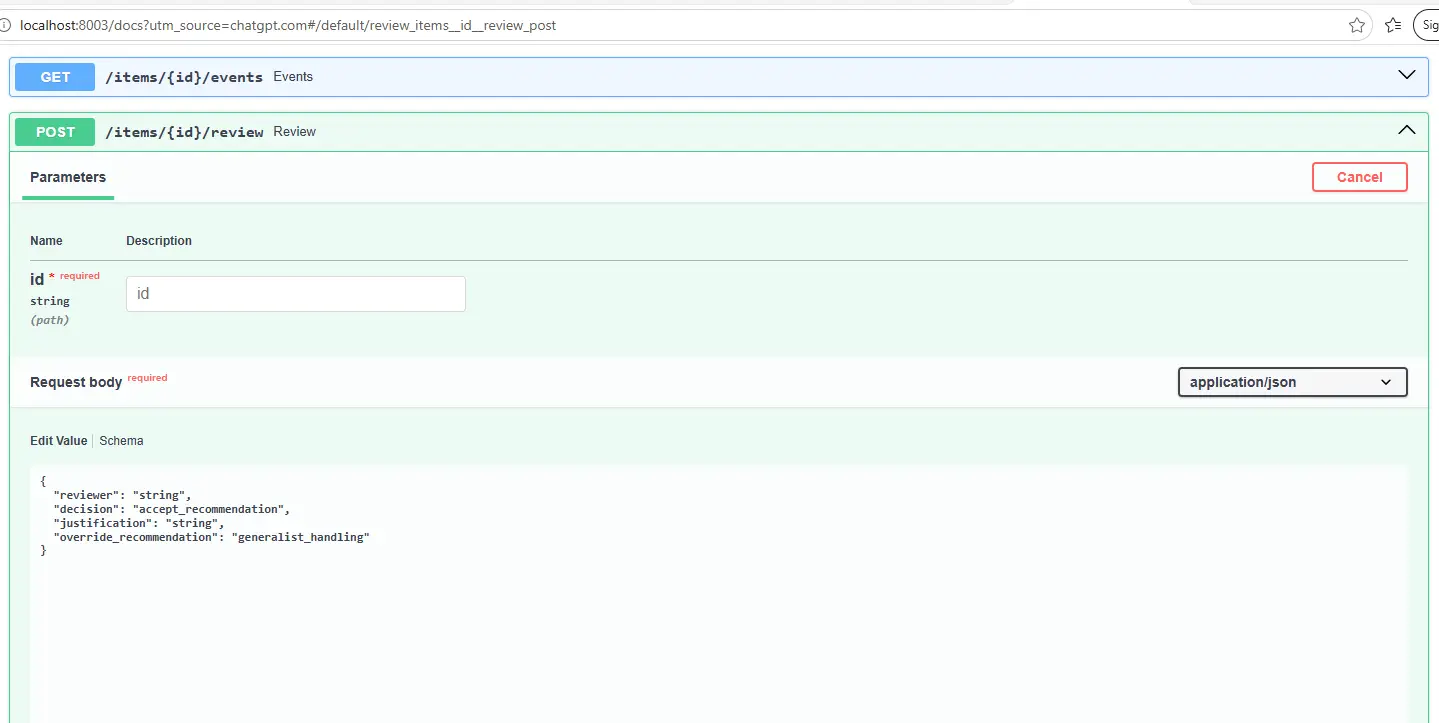 localhost:8003/docs?utm_source=chatgpt.com#/default/review_items__id__review_post
Sig
GET /items/{id}/events Events
POST /items/{id}/review Review
Parameters Cancel
Name Description
id * required
id
string
(path)
Request body required application/json
Edit Value Schema
{
"reviewer": "string",
"decision": "accept_recommendation",
"justification": "string",
"override_recommendation": "generalist_handling"
}